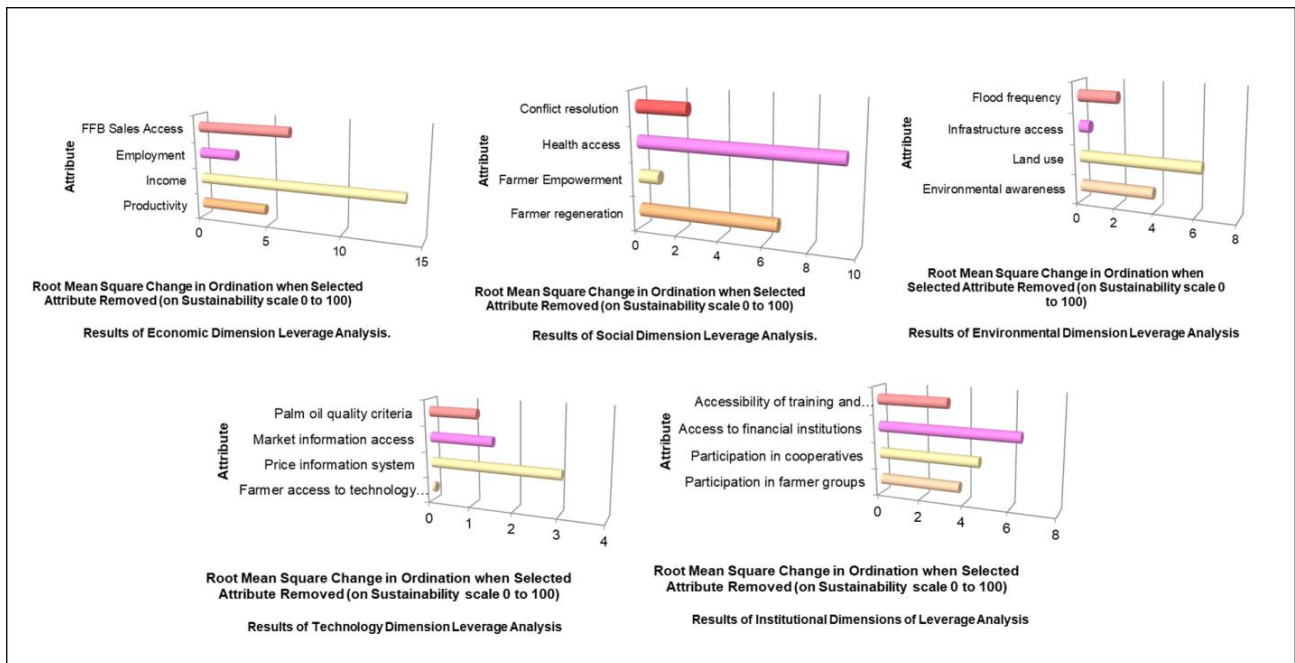 Attribute
FFB Sales Access
Employment
Income
Productivity
0
5
10
15
Root Mean Square Change in Ordination when Selected
Attribute Removed (on Sustainability scale 0 to 100)
Results of Economic Dimension Leverage Analysis.
Attribute
Conflict resolution
Health access
Farmer Empowerment
Farmer regeneration
0
2
4
6
8
10
Root Mean Square Change in Ordination when Selected
Attribute Removed (on Sustainability scale 0 to 100)
Results of Social Dimension Leverage Analysis.
Attribute
Flood frequency
Infrastructure access
Land use
Environmental awareness
0
2
4
6
8
Root Mean Square Change in Ordination when
Selected Attribute Removed (on Sustainability scale 0
to 100)
Results of Environmental Dimension Leverage Analysis
Attribute
Palm oil quality criteria
Market information access
Price information system
Farmer access to technology...
0
1
2
3
4
Root Mean Square Change in Ordination when Selected
Attribute Removed (on Sustainability scale 0 to 100)
Results of Technology Dimension Leverage Analysis
Attribute
Accessibility of training and...
Access to financial institutions
Participation in cooperatives
Participation in farmer groups
0
2
4
6
8
Root Mean Square Change in Ordination when Selected
Attribute Removed (on Sustainability scale 0 to 100)
Results of Institutional Dimensions of Leverage Analysis